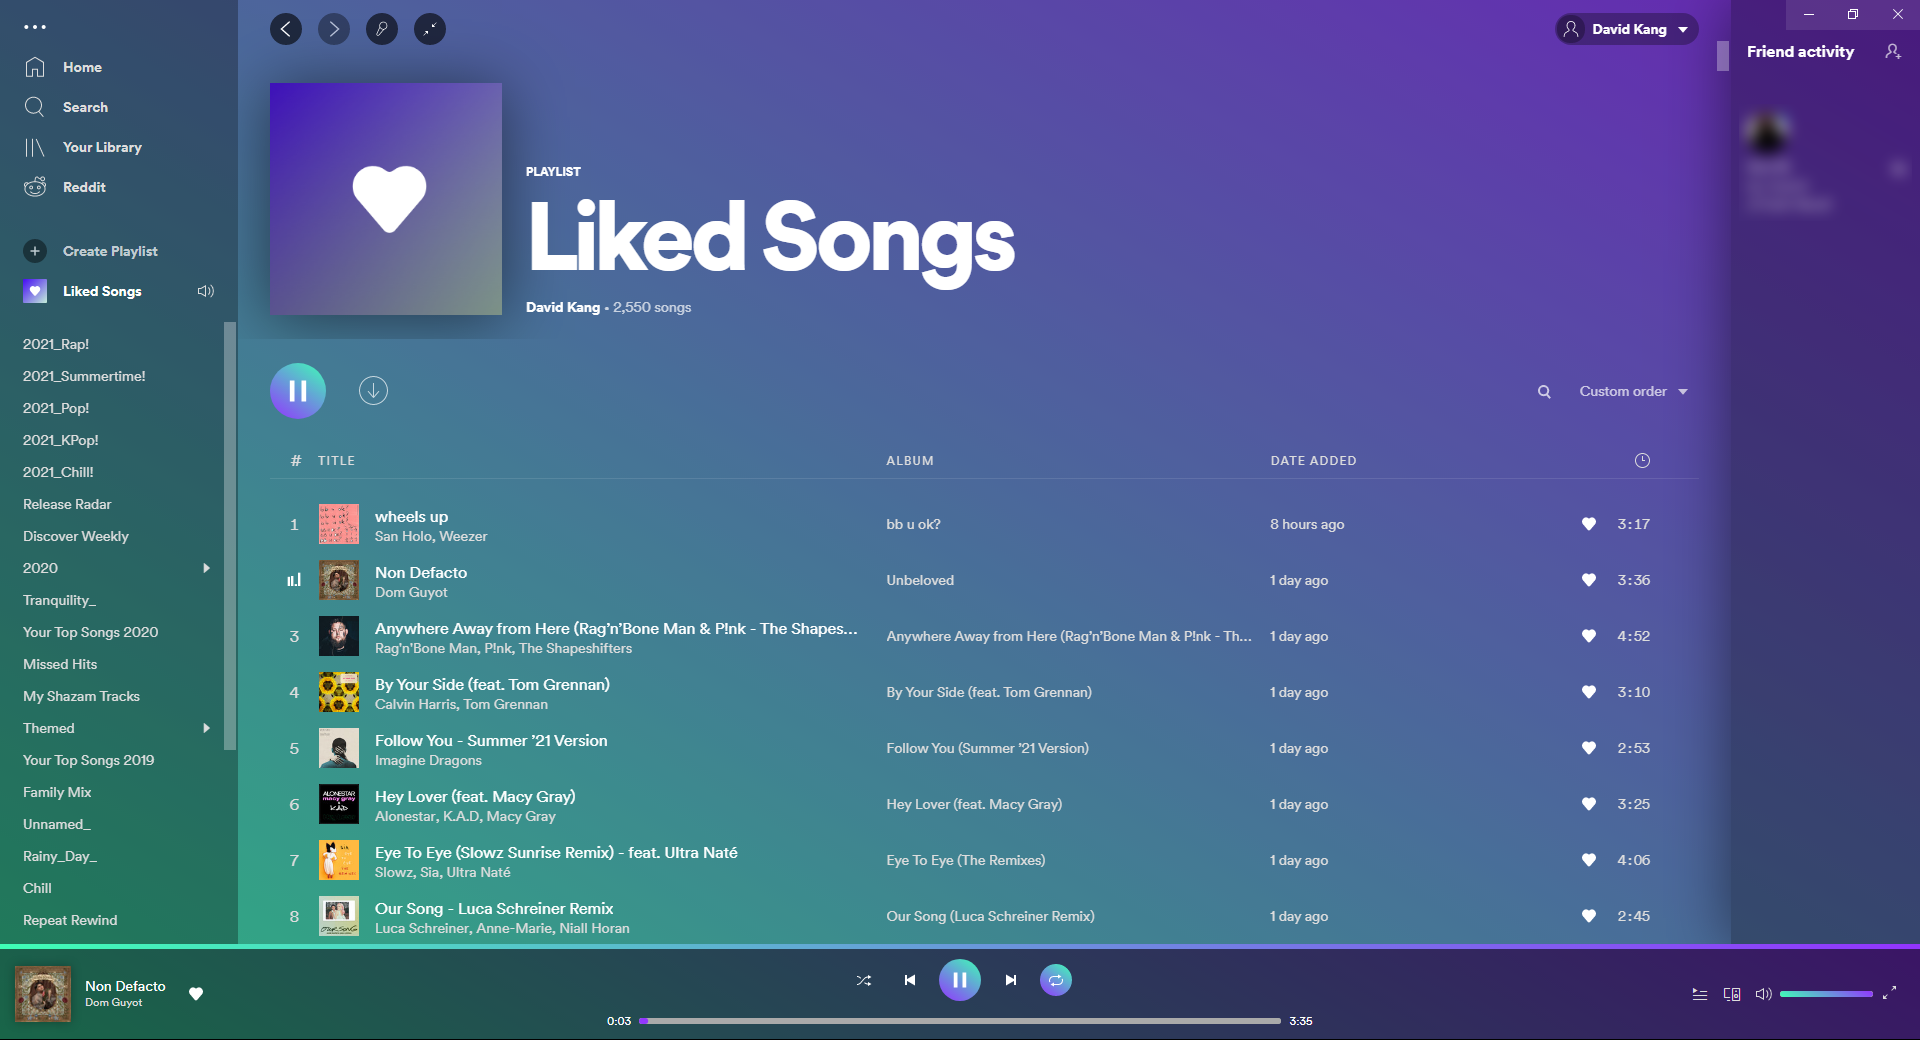 Home
Search
Your Library
Reddit
Create Playlist
Liked Songs
2021_Rap!
2021_Summertime!
2021_Pop!
2021_KPop!
2021_Chill!
Release Radar
Discover Weekly
2020
Tranquility_
Your Top Songs 2020
Missed Hits
My Shazam Tracks
Themed
Your Top Songs 2019
Family Mix
Unnamed_
Rainy_Day_
Chill
Repeat Rewind
David Kang
Friend activity
PLAYLIST
Liked Songs
David Kang • 2,550 songs
Custom order
# TITLE ALBUM DATE ADDED
1 wheels up bb u ok? 8 hours ago 3:17
San Holo, Weezer
Non Defacto Unbeloved 1 day ago 3:36
Dom Guyot
3 Anywhere Away from Here (Rag’n’Bone Man & P!nk - The Shapes... Anywhere Away from Here (Rag’n’Bone Man & P!nk - Th... 1 day ago 4:52
Rag'n'Bone Man, P!nk, The Shapeshifters
4 By Your Side (feat. Tom Grennan) By Your Side (feat. Tom Grennan) 1 day ago 3:10
Calvin Harris, Tom Grennan
5 Follow You - Summer ’21 Version Follow You (Summer ’21 Version) 1 day ago 2:53
Imagine Dragons
6 Hey Lover (feat. Macy Gray) Hey Lover (feat. Macy Gray) 1 day ago 3:25
Alonestar, K.A.D, Macy Gray
7 Eye To Eye (Slowz Sunrise Remix) - feat. Ultra Naté Eye To Eye (The Remixes) 1 day ago 4:06
Slowz, Sia, Ultra Naté
8 Our Song - Luca Schreiner Remix Our Song (Luca Schreiner Remix) 1 day ago 2:45
Luca Schreiner, Anne-Marie, Niall Horan
Non Defacto
Dom Guyot
0:03 3:35